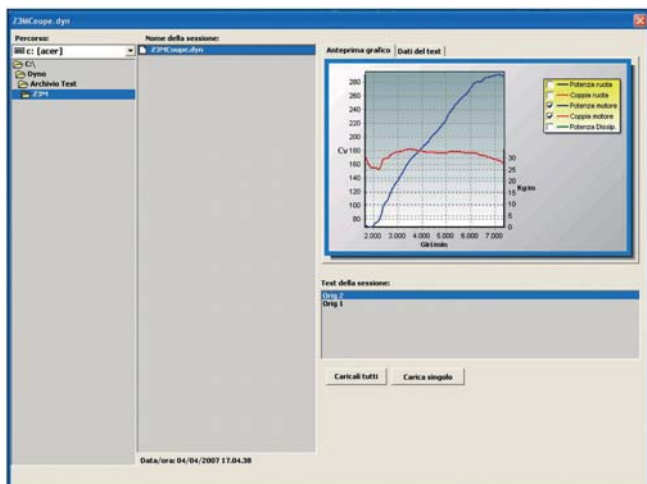 Z3MCoupe.dyn
Percorso:
c: [acer]
C:\
Dyno
Archivio Test
Z3M
Nome della sessione:
Z3MCoupe.dyn
Data/ora: 04/04/2007 17.04.38
Anteprima grafico
Dati del test
280
260
240
220
200
Cv 180
160
140
120
100
80
30
25
20
15
10
5
0
Kgm
2.000 3.000 4.000 5.000 6.000 7.000
Giri/min
Potenza ruota
Coppia ruota
Potenza motore
Coppia motore
Potenza Dissip.
Test della sessione:
Orig 2
Orig 1
Caricali tutti
Carica singolo